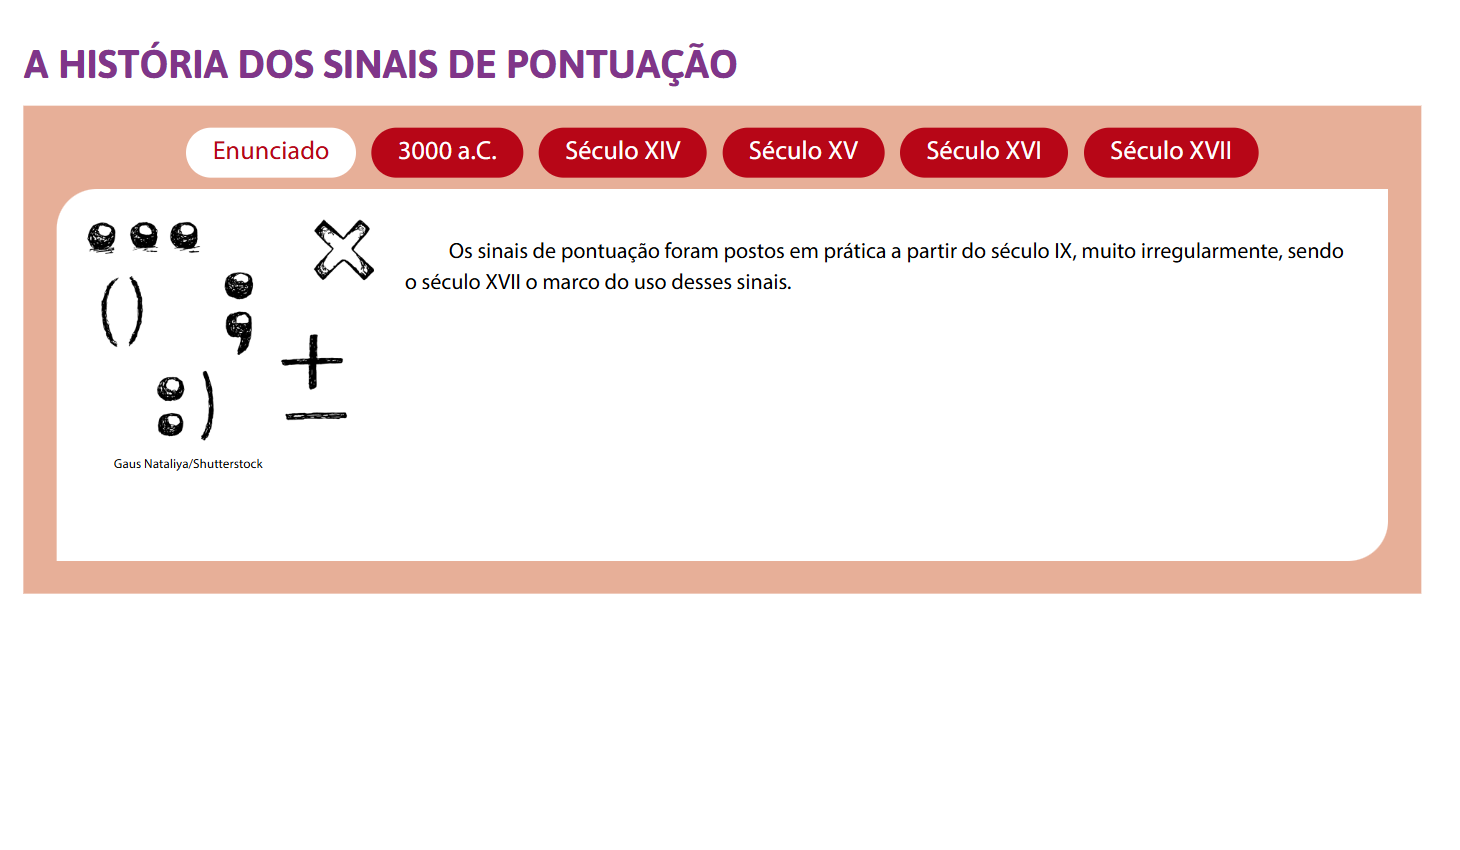 A HISTÓRIA DOS SINAIS DE PONTUAÇÃO
Enunciado
3000 a.C.
Século XIV
Século XV
Século XVI
Século XVII
Os sinais de pontuação foram postos em prática a partir do século IX, muito irregularmente, sendo
o século XVII o marco do uso desses sinais.
Gaus Nataliya/Shutterstock